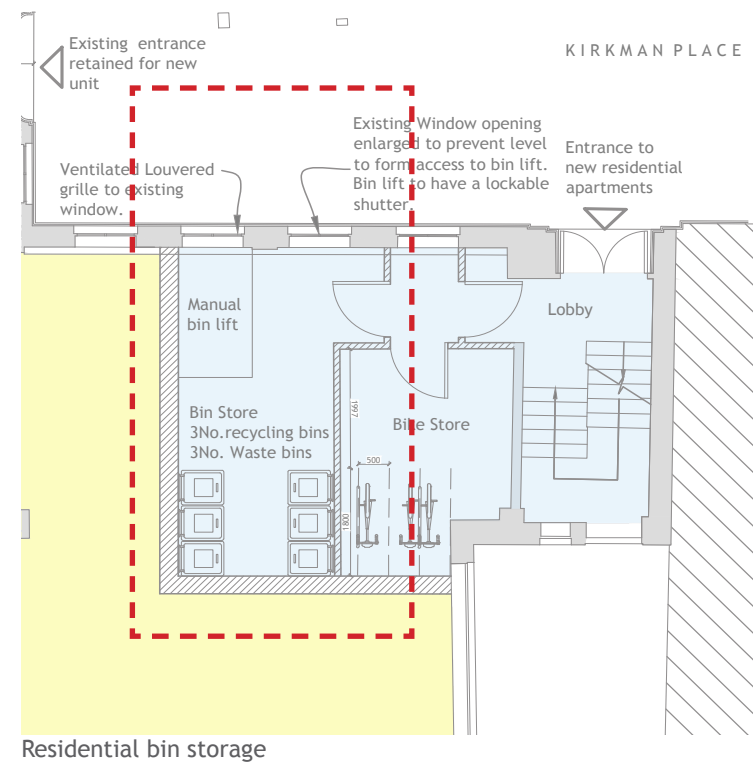 KIRKMAN PLACE
Existing entrance
retained for new
unit
Existing Window opening
enlarged to prevent level
to form access to bin lift.
Bin lift to have a lockable
shutter.
Entrance to
new residential
apartments
Ventilated Louvered
grille to existing
window.
Manual
bin lift
Lobby
Bin Store
3No.recycling bins
3No. Waste bins
1997
Bike Store
500
1800
Residential bin storage